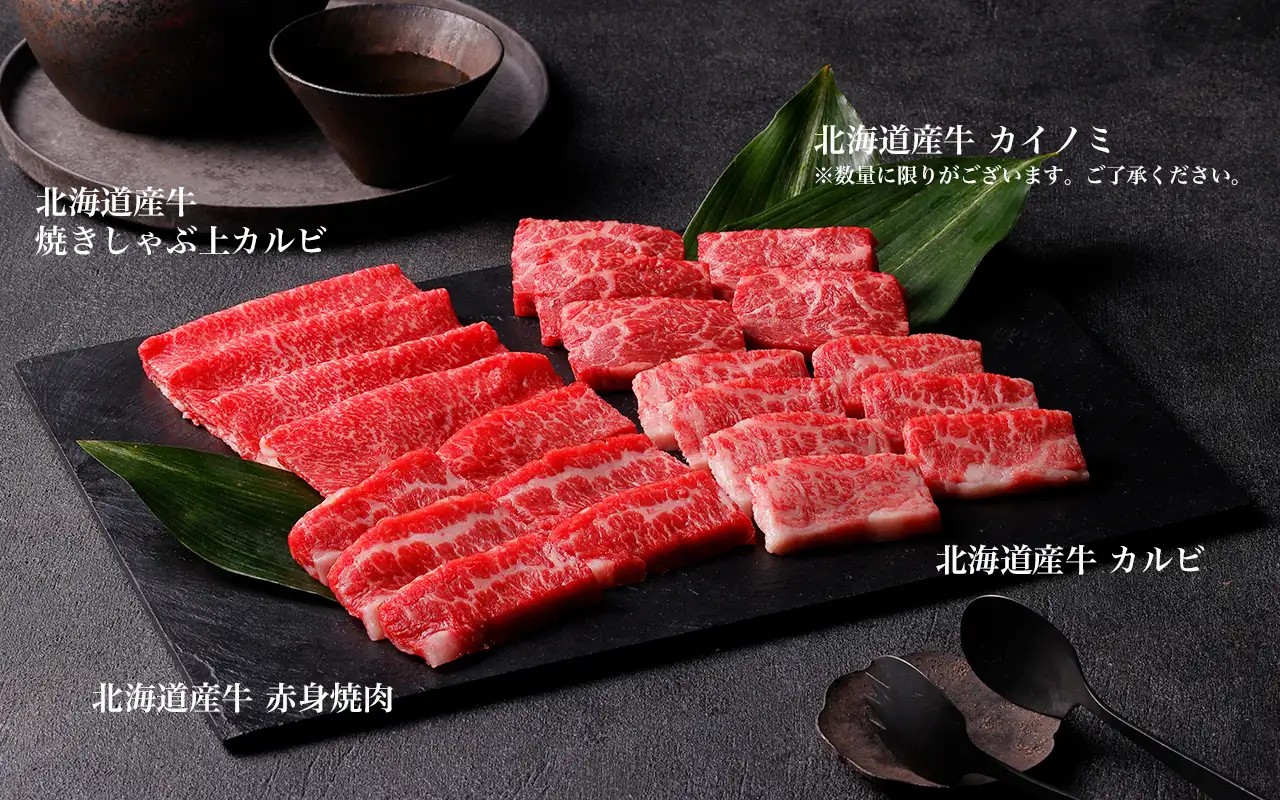 北海道産牛 カイノミ
※数量に限りがございます。ご了承ください。
北海道産牛
焼きしゃぶ上カルビ
北海道産牛 カルビ
北海道産牛 赤身焼肉